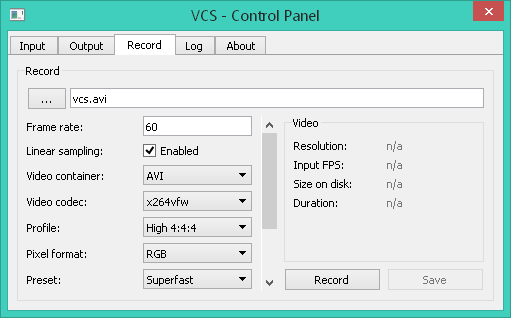 VCS - Control Panel
Input Output Record Log About
Record
... vcs.avi
Frame rate: 60
Linear sampling: Enabled
Video container: AVI
Video codec: x264vfw
Profile: High 4:4:4
Pixel format: RGB
Preset: Superfast
Video
Resolution: n/a
Input FPS: n/a
Size on disk: n/a
Duration: n/a
Record Save